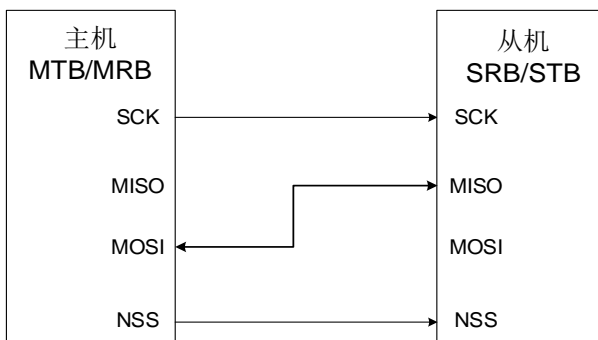 主机
MTB/MRB
SCK
MISO
MOSI
NSS
从机
SRB/STB
SCK
MISO
MOSI
NSS